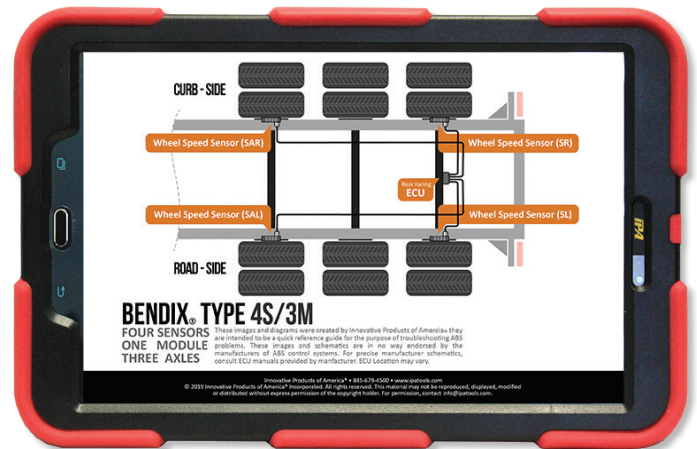 CURB - SIDE
Wheel Speed Sensor (SAR)
Wheel Speed Sensor (SR)
Rear Facing
ECU
Wheel Speed Sensor (SAL)
Wheel Speed Sensor (SL)
ROAD - SIDE
iPA
BENDIX® TYPE 4S/3M
FOUR SENSORS
ONE MODULE
THREE AXLES
These images and diagrams were created by Innovative Products of Amercia® they
are intended to be a quick reference guide for the purpose of troubleshooting ABS
problems. These images and schematics are in no way endorsed by the
manufacturers of ABS control systems. For precise manufacturer schematics,
consult ECU manuals provided by manfacturer. ECU Location may vary.
Innovative Products of America® • 845-679-4500 • www.ipatools.com
© 2019 Innovative Products of America® Incorporated. All rights reserved. This material may not be reproduced, displayed, modified
or distributed without express permission of the copyright holder. For permission, contact info@ipatools.com.